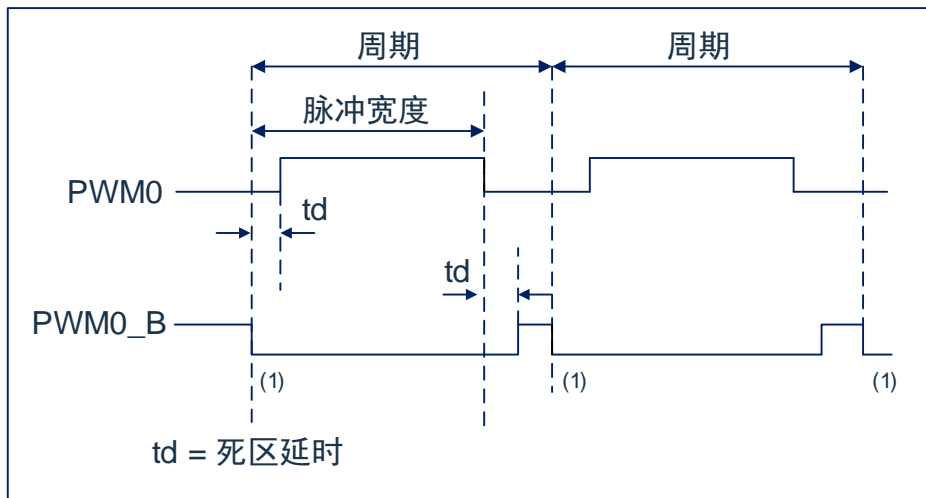 周期 周期
脉冲宽度
PWM0
td
td
PWM0_B
(1) (1) (1)
td = 死区延时